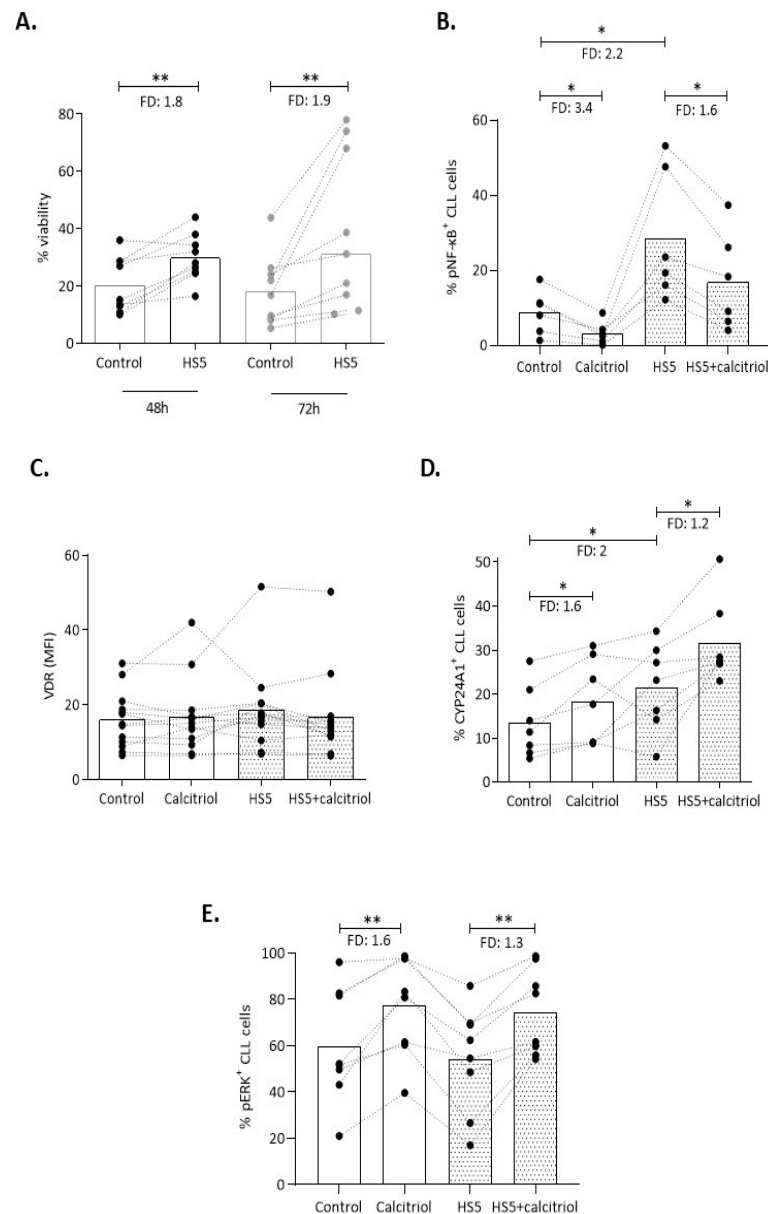 A.
** **
FD: 1.8 FD: 1.9
80
60
40
20
0
% viability
Control HS5 Control HS5
48h 72h
B.
*
FD: 2.2
* *
FD: 3.4 FD: 1.6
60
40
20
0
% pNF-κB+ CLL cells
Control Calcitriol HS5 HS5+calcitriol
C.
60
40
20
0
VDR (MFI)
Control Calcitriol HS5 HS5+calcitriol
D.
*
FD: 1.2
*
FD: 2
*
FD: 1.6
50
40
30
20
10
0
% CYP24A1+ CLL cells
Control Calcitriol HS5 HS5+calcitriol
E.
** **
FD: 1.6 FD: 1.3
100
80
60
40
20
0
% pERK+ CLL cells
Control Calcitriol HS5 HS5+calcitriol